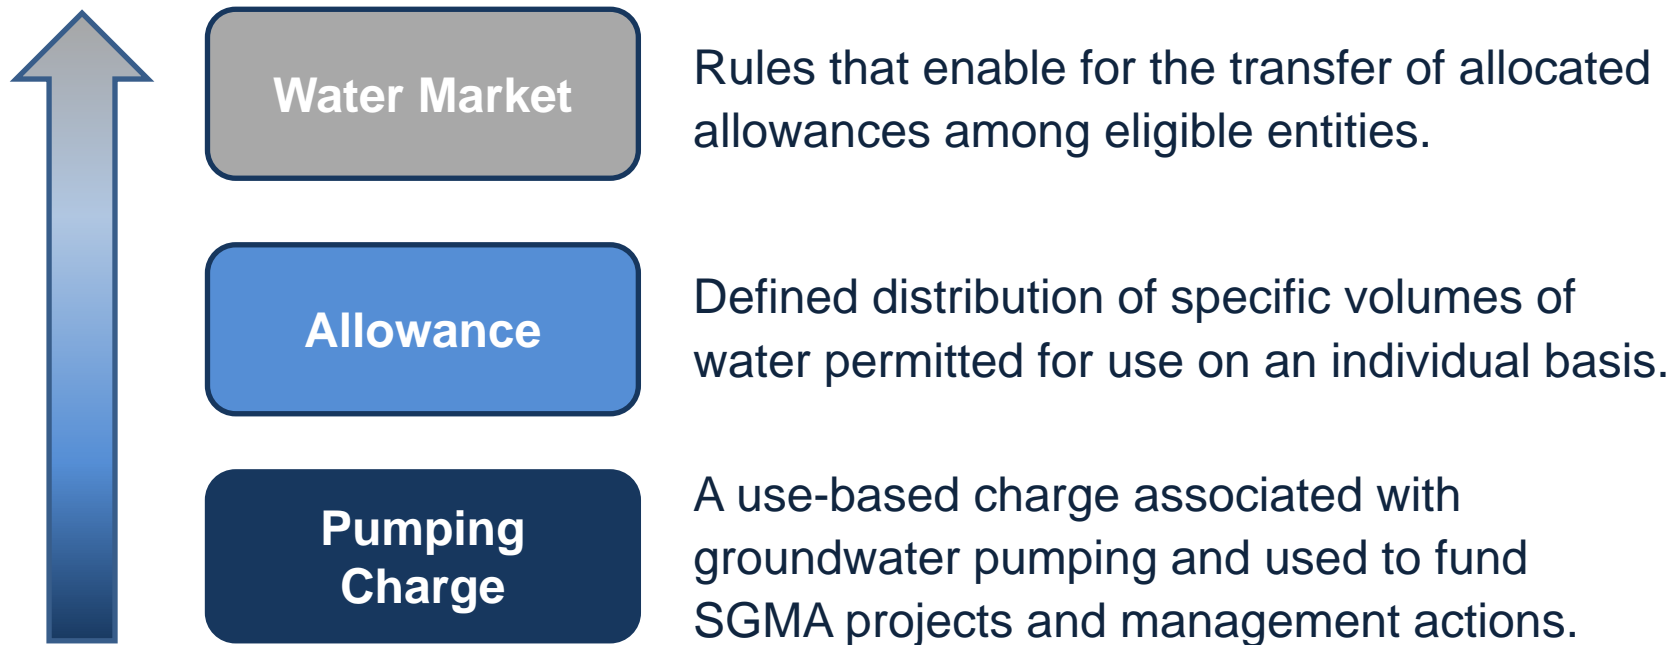 Water Market
Rules that enable for the transfer of allocated
allowances among eligible entities.
Allowance
Defined distribution of specific volumes of
water permitted for use on an individual basis.
Pumping
Charge
A use-based charge associated with
groundwater pumping and used to fund
SGMA projects and management actions.